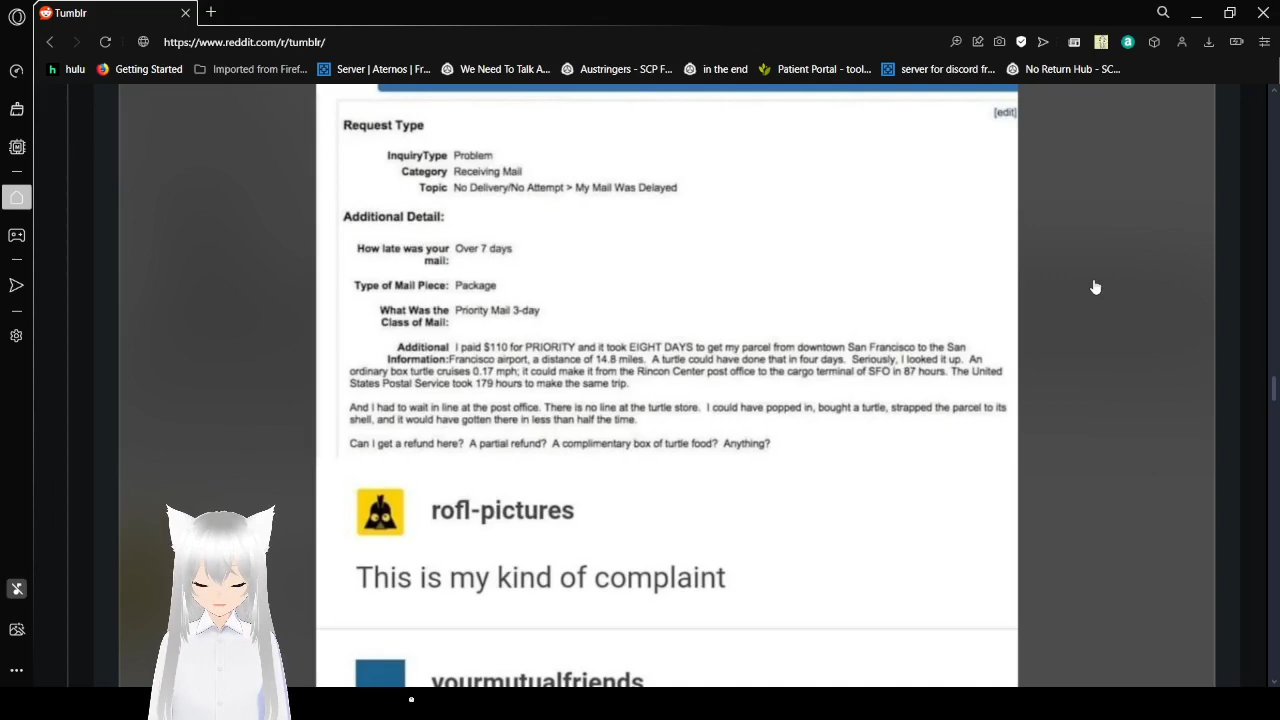 Tumblr
https://www.reddit.com/r/tumblr/
hulu
Getting Started
Imported from Firef...
Server | Aternos | Fr...
We Need To Talk A...
Austringers - SCP F...
in the end
Patient Portal - tool...
server for discord fr...
No Return Hub - SC...
[edit]
Request Type
InquiryType Problem
Category Receiving Mail
Topic No Delivery/No Attempt > My Mail Was Delayed
Additional Detail:
How late was your Over 7 days
mail:
Type of Mail Piece: Package
What Was the Priority Mail 3-day
Class of Mail:
Additional I paid $110 for PRIORITY and it took EIGHT DAYS to get my parcel from downtown San Francisco to the San
Information:Francisco airport, a distance of 14.8 miles. A turtle could have done that in four days. Seriously, I looked it up. An
ordinary box turtle cruises 0.17 mph; it could make it from the Rincon Center post office to the cargo terminal of SFO in 87 hours. The United
States Postal Service took 179 hours to make the same trip.
And I had to wait in line at the post office. There is no line at the turtle store. I could have popped in, bought a turtle, strapped the parcel to its
shell, and it would have gotten there in less than half the time.
Can I get a refund here? A partial refund? A complimentary box of turtle food? Anything?
rofl-pictures
This is my kind of complaint
yourmutualfriends